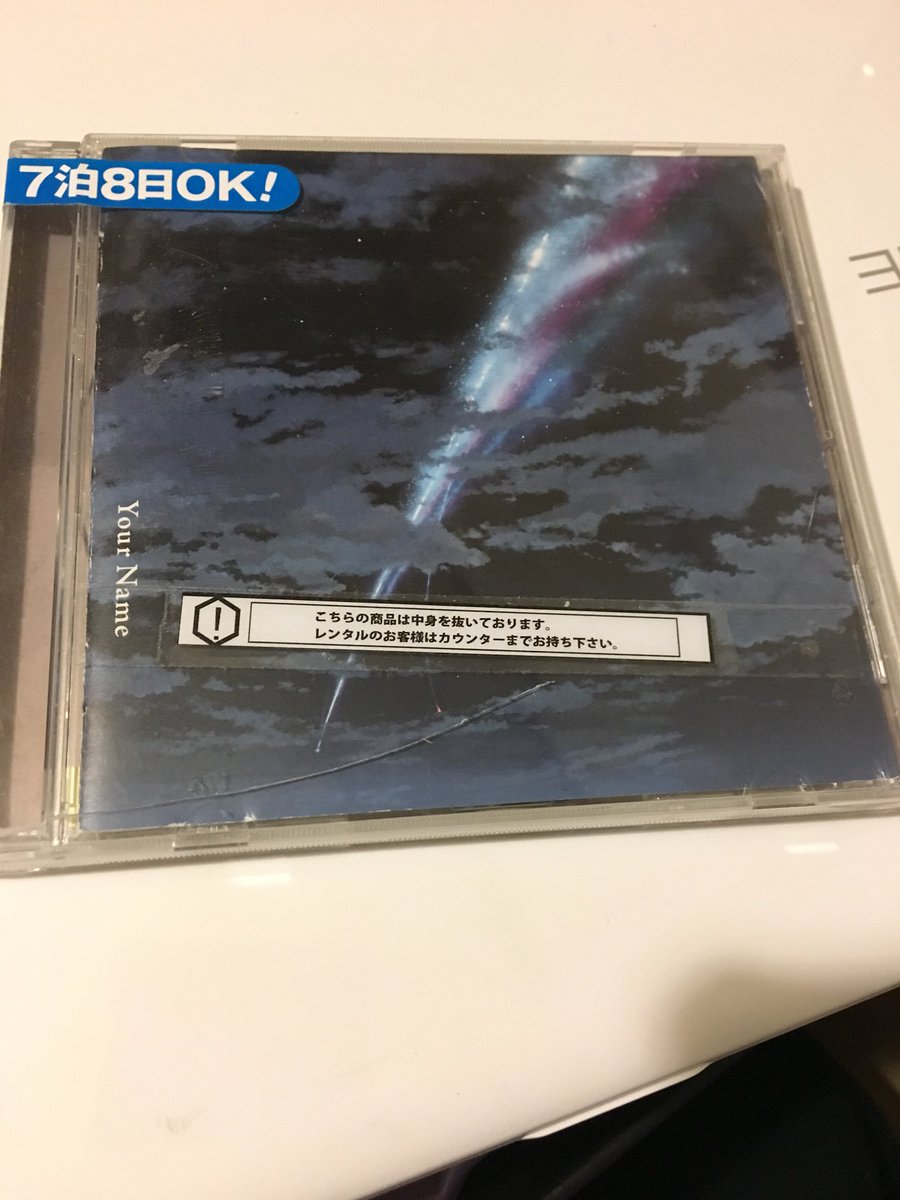 7泊8日OK!
Your Name
こちらの商品は中身を抜いております。
レンタルのお客様はカウンターまでお持ち下さい。